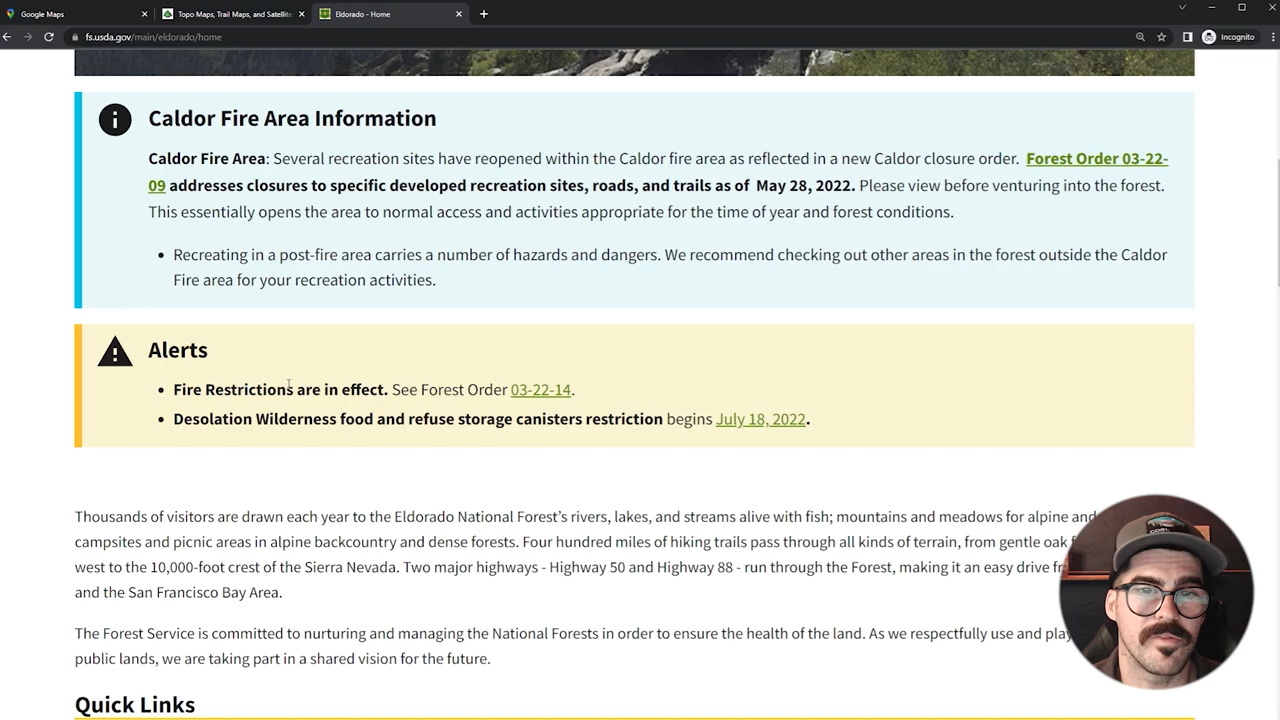 Google Maps
Topo Maps, Trail Maps, and Satellite
Eldorado - Home
fs.usda.gov/main/eldorado/home
Incognito
Caldor Fire Area Information
Caldor Fire Area: Several recreation sites have reopened within the Caldor fire area as reflected in a new Caldor closure order. Forest Order 03-22-
09 addresses closures to specific developed recreation sites, roads, and trails as of May 28, 2022. Please view before venturing into the forest.
This essentially opens the area to normal access and activities appropriate for the time of year and forest conditions.
• Recreating in a post-fire area carries a number of hazards and dangers. We recommend checking out other areas in the forest outside the Caldor
Fire area for your recreation activities.
Alerts
• Fire Restrictions are in effect. See Forest Order 03-22-14.
• Desolation Wilderness food and refuse storage canisters restriction begins July 18, 2022.
Thousands of visitors are drawn each year to the Eldorado National Forest's rivers, lakes, and streams alive with fish; mountains and meadows for alpine and
campsites and picnic areas in alpine backcountry and dense forests. Four hundred miles of hiking trails pass through all kinds of terrain, from gentle oak
west to the 10,000-foot crest of the Sierra Nevada. Two major highways - Highway 50 and Highway 88 - run through the Forest, making it an easy drive
and the San Francisco Bay Area.
The Forest Service is committed to nurturing and managing the National Forests in order to ensure the health of the land. As we respectfully use and
public lands, we are taking part in a shared vision for the future.
Quick Links